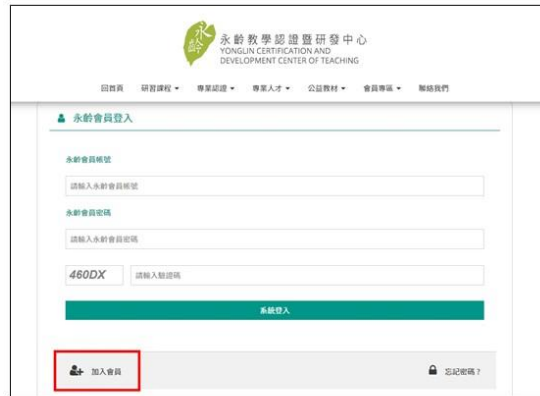 永齡
永齡教學認證暨研發中心
YONGLIN CERTIFICATION AND
DEVELOPMENT CENTER OF TEACHING
回首頁 研習課程 專業認證 專業人才 公益教材 會員專區 聯絡我們
永齡會員登入
永齡會員帳號
請輸入永齡會員帳號
永齡會員密碼
請輸入永齡會員密碼
460DX 請輸入驗證碼
系統登入
加入會員 忘記密碼？